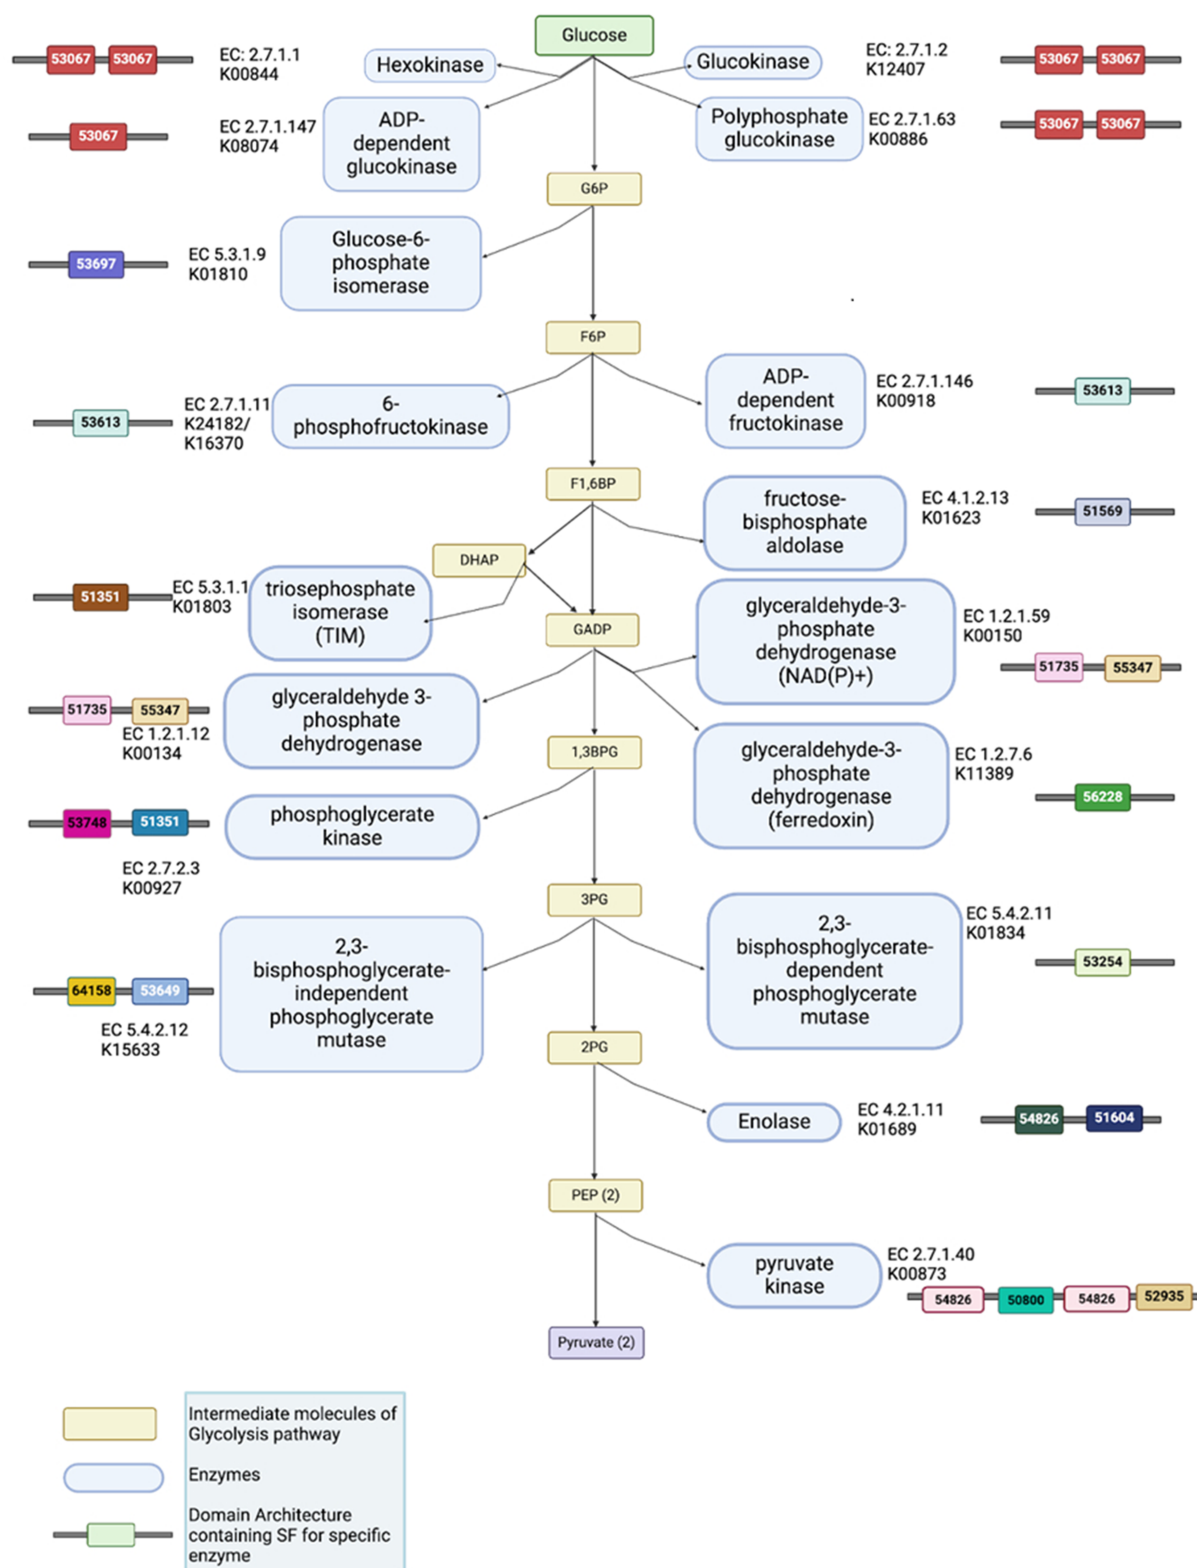 Glucose
53067 53067
EC: 2.7.1.1
K00844
Hexokinase
Glucokinase
EC: 2.7.1.2
K12407
53067 53067
53067
EC 2.7.1.147
K08074
ADP-
dependent
glucokinase
Polyphosphate
glucokinase
EC 2.7.1.63
K00886
53067 53067
G6P
53697
EC 5.3.1.9
K01810
Glucose-6-
phosphate
isomerase
F6P
53613
EC 2.7.1.11
K24182/
K16370
6-
phosphofructokinase
ADP-
dependent
fructokinase
EC 2.7.1.146
K00918
53613
F1,6BP
fructose-
bisphosphate
aldolase
EC 4.1.2.13
K01623
51569
DHAP
51351
EC 5.3.1.1
K01803
triosephosphate
isomerase
(TIM)
GADP
glyceraldehyde-3-
phosphate
dehydrogenase
(NAD(P)+)
EC 1.2.1.59
K00150
51735 55347
51735 55347
EC 1.2.1.12
K00134
glyceraldehyde 3-
phosphate
dehydrogenase
1,3BPG
glyceraldehyde-3-
phosphate
dehydrogenase
(ferredoxin)
EC 1.2.7.6
K11389
56228
53748 51351
EC 2.7.2.3
K00927
phosphoglycerate
kinase
3PG
64158 53649
EC 5.4.2.12
K15633
2,3-
bisphosphoglycerate-
independent
phosphoglycerate
mutase
2,3-
bisphosphoglycerate-
dependent
phosphoglycerate
mutase
EC 5.4.2.11
K01834
53254
2PG
Enolase
EC 4.2.1.11
K01689
54826 51604
PEP (2)
pyruvate
kinase
EC 2.7.1.40
K00873
54826 50800 54826 52935
Pyruvate (2)
Intermediate molecules of
Glycolysis pathway
Enzymes
Domain Architecture
containing SF for specific
enzyme